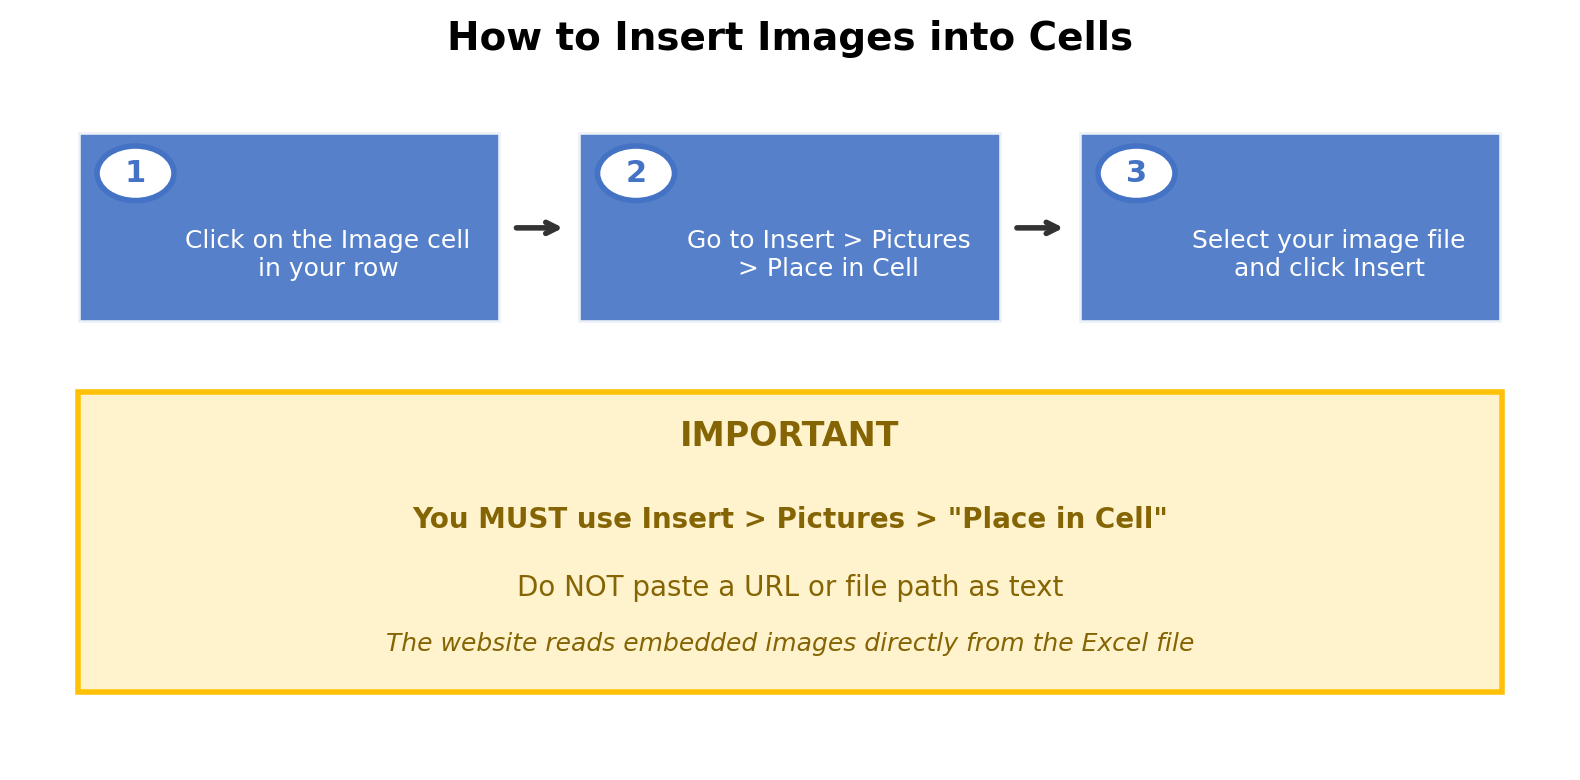 How to Insert Images into Cells
1
Click on the Image cell
in your row
2
Go to Insert > Pictures
> Place in Cell
3
Select your image file
and click Insert
IMPORTANT
You MUST use Insert > Pictures > "Place in Cell"
Do NOT paste a URL or file path as text
The website reads embedded images directly from the Excel file